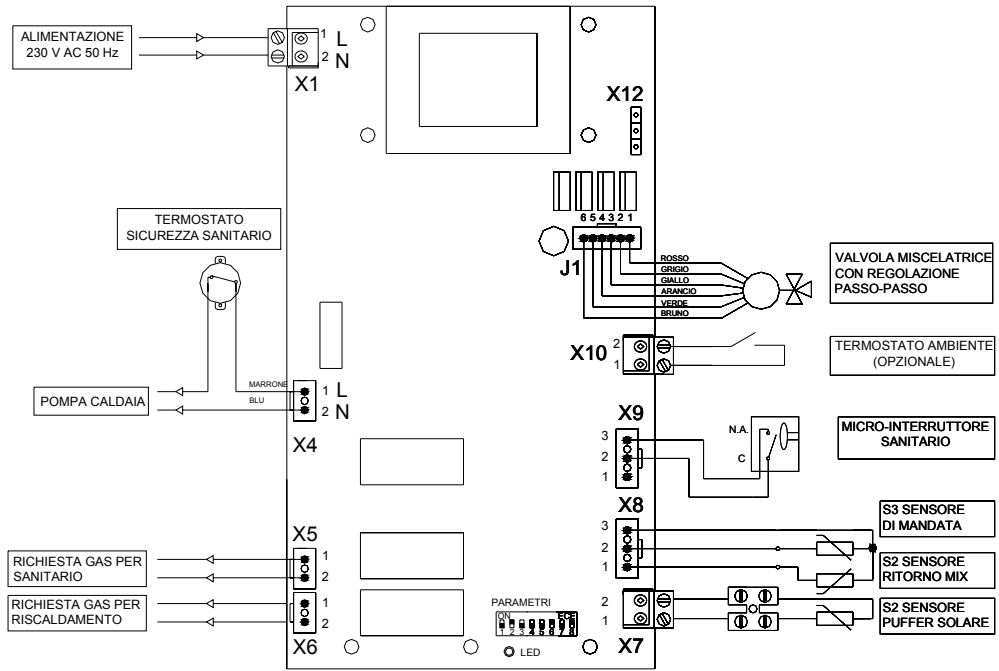 ALIMENTAZIONE
230 V AC 50 Hz
1 L
2 N
X1
X12
TERMOSTATO
SICUREZZA SANITARIO
6 5 4 3 2 1
J1
ROSSO
GRIGIO
GIALLO
ARANCIO
VERDE
BRUNO
VALVOLA MISCELATRICE
CON REGOLAZIONE
PASSO-PASSO
X10
2
1
TERMOSTATO AMBIENTE
(OPZIONALE)
POMPA CALDAIA
MARRONE
BLU
1 L
2 N
X4
X9
3
2
1
N.A.
C
MICRO-INTERRUTTORE
SANITARIO
X8
3
2
1
S3 SENSORE
DI MANDATA
S2 SENSORE
RITORNO MIX
X5
1
2
RICHIESTA GAS PER
SANITARIO
RICHIESTA GAS PER
RISCALDAMENTO
1
2
X6
PARAMETRI
ON
1 2 3 4 5 6 7 8
LED
2
1
X7
S2 SENSORE
PUFFER SOLARE